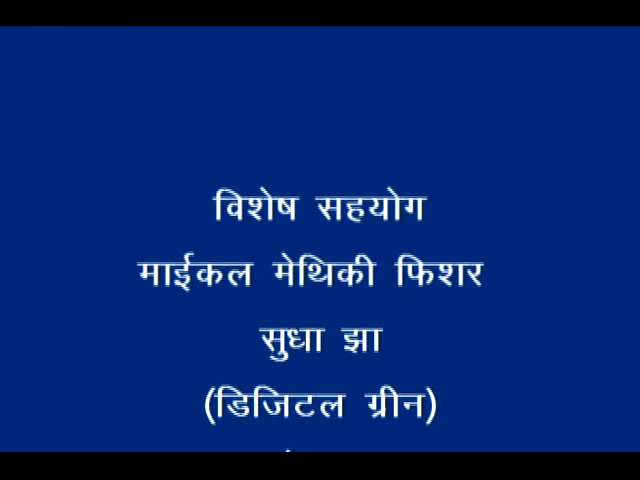 विशेष सहयोग
माईकल मेथिकी फिशर
सुधा झा
(डिजिटल ग्रीन)